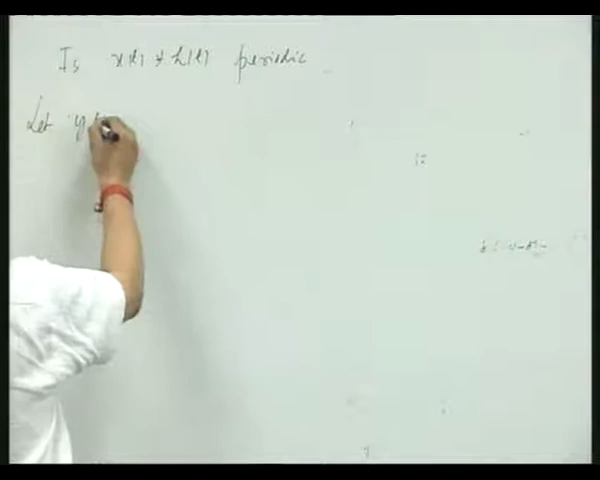 Is x(t) * h(t) periodic
Let y